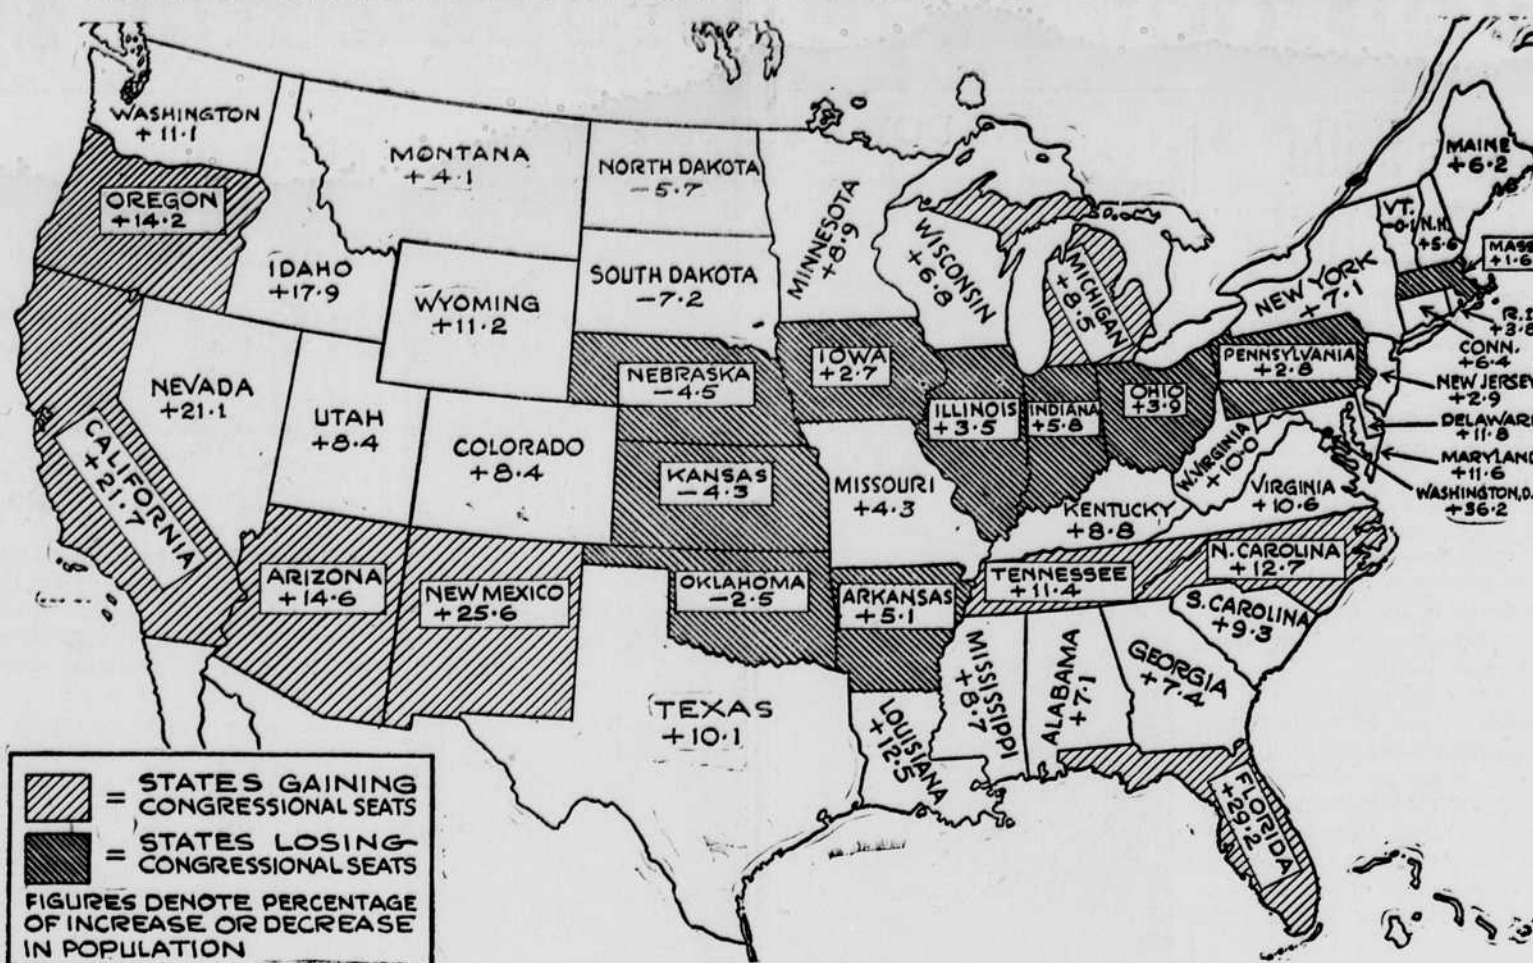 WASHINGTON
+11.1
OREGON
+14.2
CALIFORNIA
+21.7
NEVADA
+21.1
IDAHO
+17.9
MONTANA
+4.1
WYOMING
+11.2
UTAH
+8.4
COLORADO
+8.4
ARIZONA
+14.6
NEW MEXICO
+25.6
NORTH DAKOTA
-5.7
SOUTH DAKOTA
-7.2
NEBRASKA
-4.5
KANSAS
-4.3
OKLAHOMA
-2.5
TEXAS
+10.1
MINNESOTA
+8.9
IOWA
+2.7
MISSOURI
+4.3
ARKANSAS
+5.1
LOUISIANA
+12.5
WISCONSIN
+6.8
ILLINOIS
+3.5
MICHIGAN
+8.5
INDIANA
+5.8
OHIO
+3.9
KENTUCKY
+8.8
TENNESSEE
+11.4
MISSISSIPPI
+8.7
ALABAMA
+7.1
GEORGIA
+7.4
FLORIDA
+29.2
S. CAROLINA
+9.3
N. CAROLINA
+12.7
VIRGINIA
+10.6
W. VIRGINIA
+10.0
PENNSYLVANIA
+2.8
NEW YORK
+7.1
VT.
-0.1
N.H.
+5.6
MAINE
+6.2
MASS
+1.6
R.I
+3.8
CONN.
+6.4
NEW JERSEY
+2.9
DELAWARE
+11.8
MARYLAND
+11.6
WASHINGTON, D.
+36.2
= STATES GAINING
CONGRESSIONAL SEATS
= STATES LOSING
CONGRESSIONAL SEATS
FIGURES DENOTE PERCENTAGE
OF INCREASE OR DECREASE
IN POPULATION